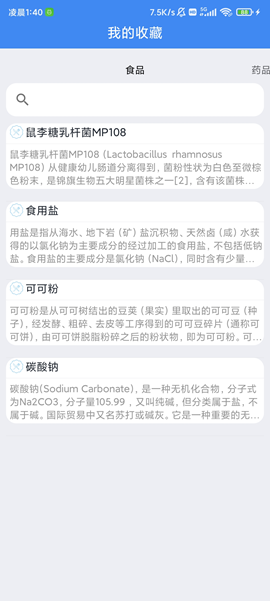 凌晨1:40
7.5K/s
5G
88
我的收藏
食品
药品
鼠李糖乳杆菌MP108
鼠李糖乳杆菌MP108 (Lactobacillus rhamnosus
MP108) 从健康幼儿肠道分离得到，菌粉性状为白色至微棕
色粉末，是锦旗生物五大明星菌株之一[2]，含有该菌株...
食用盐
用盐是指从海水、地下岩 (矿) 盐沉积物、天然卤 (咸) 水获
得的以氯化钠为主要成分的经过加工的食用盐，不包括低钠
盐。食用盐的主要成分是氯化钠 (NaCl)，同时含有少量...
可可粉
可可粉是从可可树结出的豆荚 (果实) 里取出的可可豆 (种
子)，经发酵、粗碎、去皮等工序得到的可可豆碎片 (通称可
可饼)，由可可饼脱脂粉碎之后的粉状物，即为可可粉。可...
碳酸钠
碳酸钠(Sodium Carbonate)，是一种无机化合物，分子式
为Na2CO3，分子量105.99 ，又叫纯碱，但分类属于盐，不
属于碱。国际贸易中又名苏打或碱灰。它是一种重要的无...